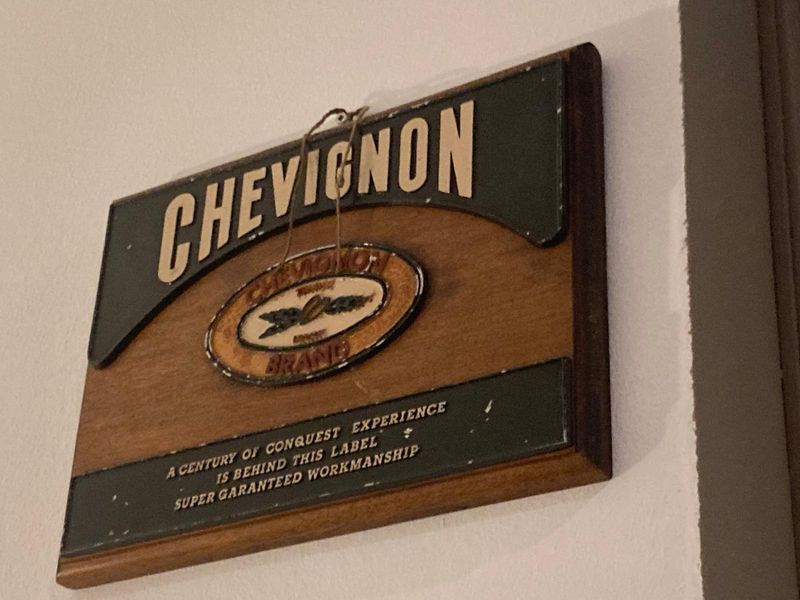 CHEVIGNON
CHEVIGNON
BRAND
A CENTURY OF CONQUEST EXPERIENCE
IS BEHIND THIS LABEL
SUPER GARANTEED WORKMANSHIP